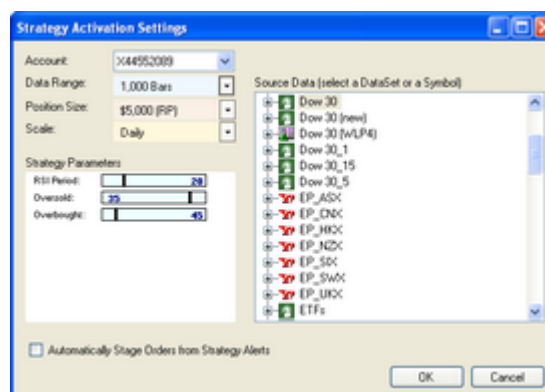 Strategy Activation Settings
Account: X44552089
Data Range: 1,000 Bars
Position Size: $5,000 (RP)
Scale: Daily
Strategy Parameters
RSI Period: 20
Oversold: 35
Overbought: 45
Source Data (select a DataSet or a Symbol)
Dow 30
Dow 30 (new)
Dow 30 (WLP4)
Dow 30_1
Dow 30_15
Dow 30_5
EP_ASX
EP_CNX
EP_HKX
EP_NZX
EP_SIX
EP_SWX
EP_UKX
ETFs
Automatically Stage Orders from Strategy Alerts
OK Cancel